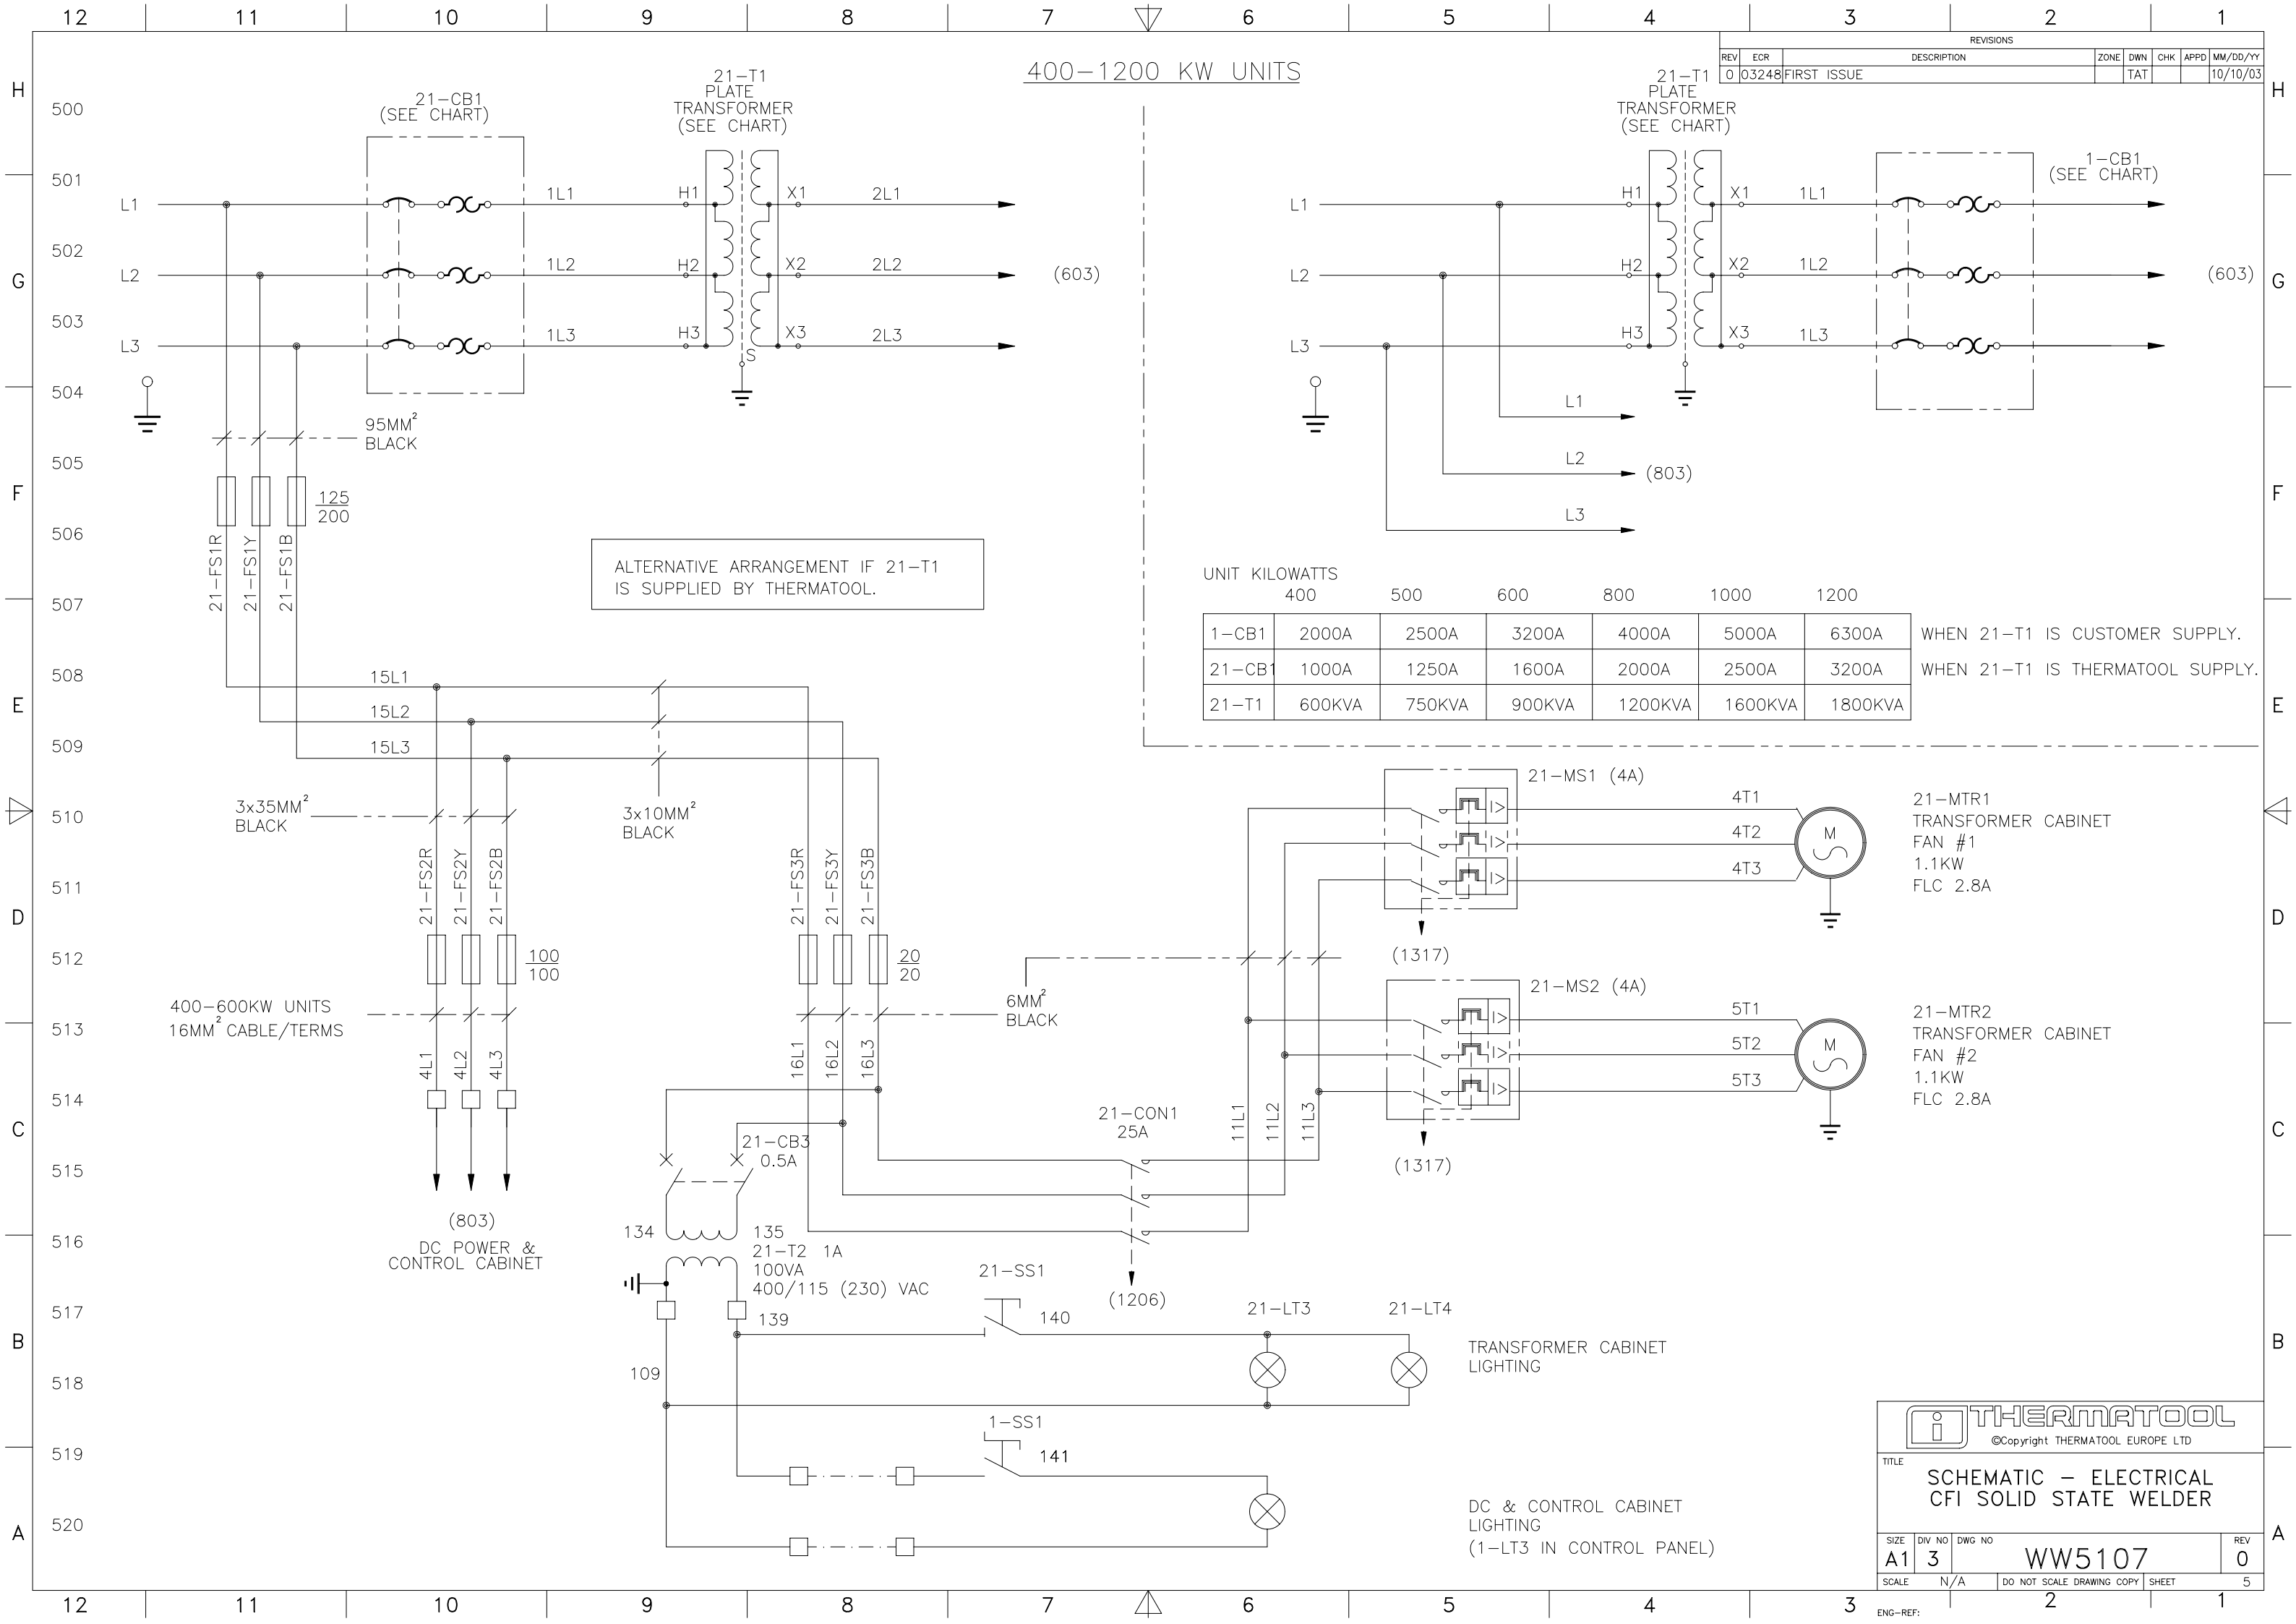 12 11 10 9 8 7 6 5 4 3 2 1
H
G
F
E
D
C
B
A
H
G
F
E
D
C
B
A
500
501
502
503
504
505
506
507
508
509
510
511
512
513
514
515
516
517
518
519
520
400-1200 KW UNITS
REVISIONS
REV ECR DESCRIPTION ZONE DWN CHK APPD MM/DD/YY
0 03248 FIRST ISSUE TAT 10/10/03
21-CB1
(SEE CHART)
21-T1
PLATE
TRANSFORMER
(SEE CHART)
L1 1L1 H1 X1 2L1
L2 1L2 H2 X2 2L2 (603)
L3 1L3 H3 X3 2L3
S
95MM²
BLACK
125
200
21-FS1R
21-FS1Y
21-FS1B
ALTERNATIVE ARRANGEMENT IF 21-T1
IS SUPPLIED BY THERMATOOL.
21-T1
PLATE
TRANSFORMER
(SEE CHART)
1-CB1
(SEE CHART)
L1 H1 X1 1L1
L2 H2 X2 1L2 (603)
L3 H3 X3 1L3
L1
L2 (803)
L3
UNIT KILOWATTS
400 500 600 800 1000 1200
1-CB1 2000A 2500A 3200A 4000A 5000A 6300A WHEN 21-T1 IS CUSTOMER SUPPLY.
21-CB1 1000A 1250A 1600A 2000A 2500A 3200A WHEN 21-T1 IS THERMATOOL SUPPLY.
21-T1 600KVA 750KVA 900KVA 1200KVA 1600KVA 1800KVA
15L1
15L2
15L3
3x35MM²
BLACK
3x10MM²
BLACK
21-FS2R
21-FS2Y
21-FS2B
100
100
21-FS3R
21-FS3Y
21-FS3B
20
20
400-600KW UNITS
16MM² CABLE/TERMS
6MM²
BLACK
4L1
4L2
4L3
16L1
16L2
16L3
(803)
DC POWER &
CONTROL CABINET
21-CB3
0.5A
134 135
21-T2 1A
100VA
400/115 (230) VAC
139
109
21-CON1
25A
(1206)
11L1
11L2
11L3
21-MS1 (4A)
I>
I>
I>
(1317)
4T1
4T2
4T3
M
21-MTR1
TRANSFORMER CABINET
FAN #1
1.1KW
FLC 2.8A
21-MS2 (4A)
I>
I>
I>
(1317)
5T1
5T2
5T3
M
21-MTR2
TRANSFORMER CABINET
FAN #2
1.1KW
FLC 2.8A
21-SS1
140
21-LT3 21-LT4
TRANSFORMER CABINET
LIGHTING
1-SS1
141
DC & CONTROL CABINET
LIGHTING
(1-LT3 IN CONTROL PANEL)
i THERMATOOL
©Copyright THERMATOOL EUROPE LTD
TITLE
SCHEMATIC - ELECTRICAL
CFI SOLID STATE WELDER
SIZE DIV NO DWG NO REV
A1 3 WW5107 0
SCALE N/A DO NOT SCALE DRAWING COPY SHEET 5
12 11 10 9 8 7 6 5 4 3 2 1
ENG-REF: